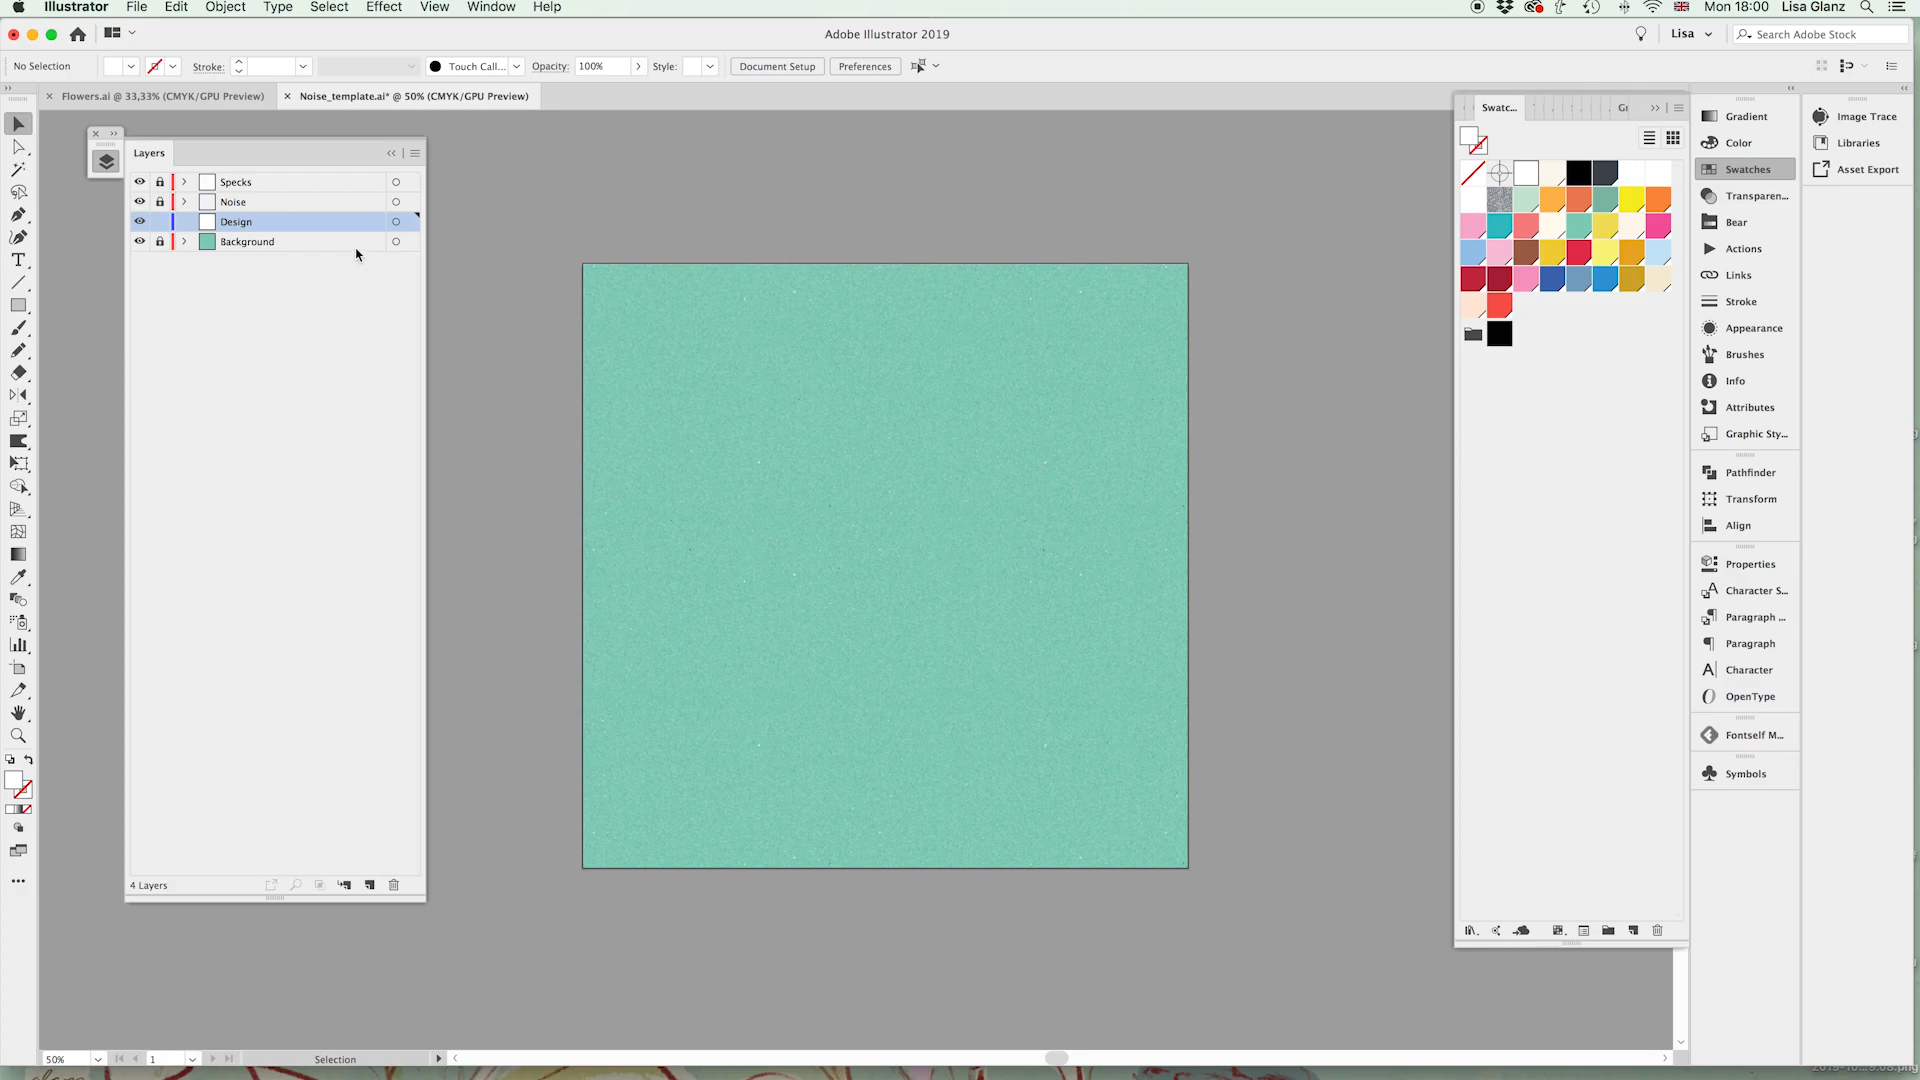 Illustrator File Edit Object Type Select Effect View Window Help
Mon 18:00 Lisa Glanz
Adobe Illustrator 2019
Lisa
Search Adobe Stock
No Selection
Stroke:
Touch Call...
Opacity: 100%
Style:
Document Setup
Preferences
Flowers.ai @ 33,33% (CMYK/GPU Preview)
Noise_template.ai* @ 50% (CMYK/GPU Preview)
Layers
Specks
Noise
Design
Background
4 Layers
Swatc...
Gr
Gradient
Color
Swatches
Transparen...
Bear
Actions
Links
Stroke
Appearance
Brushes
Info
Attributes
Graphic Sty...
Pathfinder
Transform
Align
Properties
Character S...
Paragraph ...
Paragraph
Character
OpenType
Fontself M...
Symbols
Image Trace
Libraries
Asset Export
50%
1
Selection